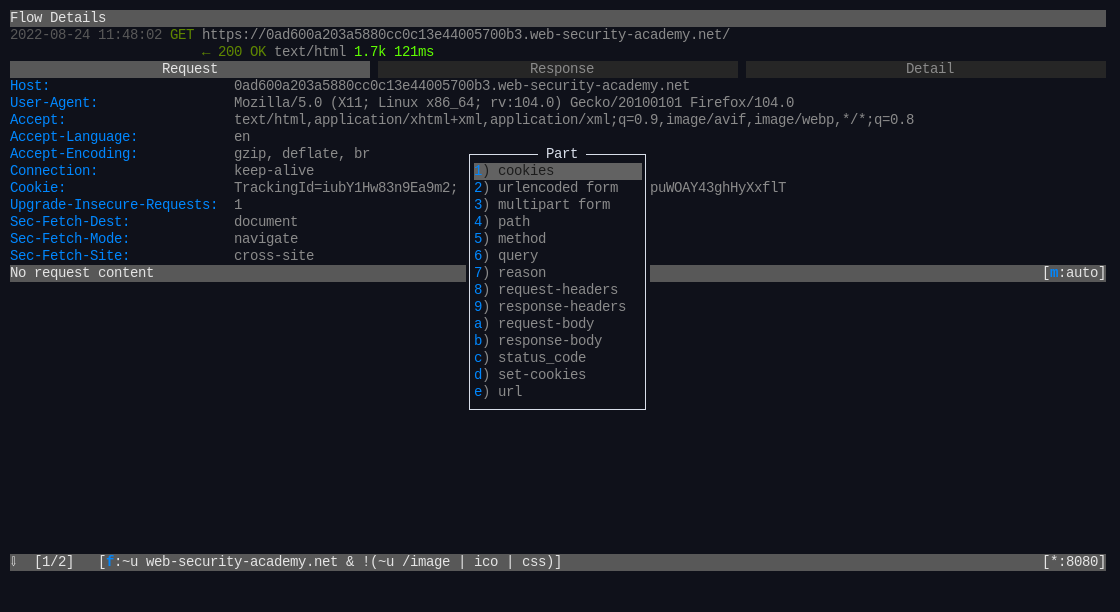 Flow Details
2022-08-24 11:48:02 GET https://0ad600a203a5880cc0c13e44005700b3.web-security-academy.net/
← 200 OK text/html 1.7k 121ms
Request Response Detail
Host: 0ad600a203a5880cc0c13e44005700b3.web-security-academy.net
User-Agent: Mozilla/5.0 (X11; Linux x86_64; rv:104.0) Gecko/20100101 Firefox/104.0
Accept: text/html,application/xhtml+xml,application/xml;q=0.9,image/avif,image/webp,*/*;q=0.8
Accept-Language: en
Accept-Encoding: gzip, deflate, br
Connection: keep-alive
Cookie: TrackingId=iubY1Hw83n9Ea9m2; puWOAY43ghHyXxflT
Upgrade-Insecure-Requests: 1
Sec-Fetch-Dest: document
Sec-Fetch-Mode: navigate
Sec-Fetch-Site: cross-site
No request content [m:auto]
Part
1) cookies
2) urlencoded form
3) multipart form
4) path
5) method
6) query
7) reason
8) request-headers
9) response-headers
a) request-body
b) response-body
c) status_code
d) set-cookies
e) url
⇩ [1/2] [f:~u web-security-academy.net & !(~u /image | ico | css)] [*:8080]